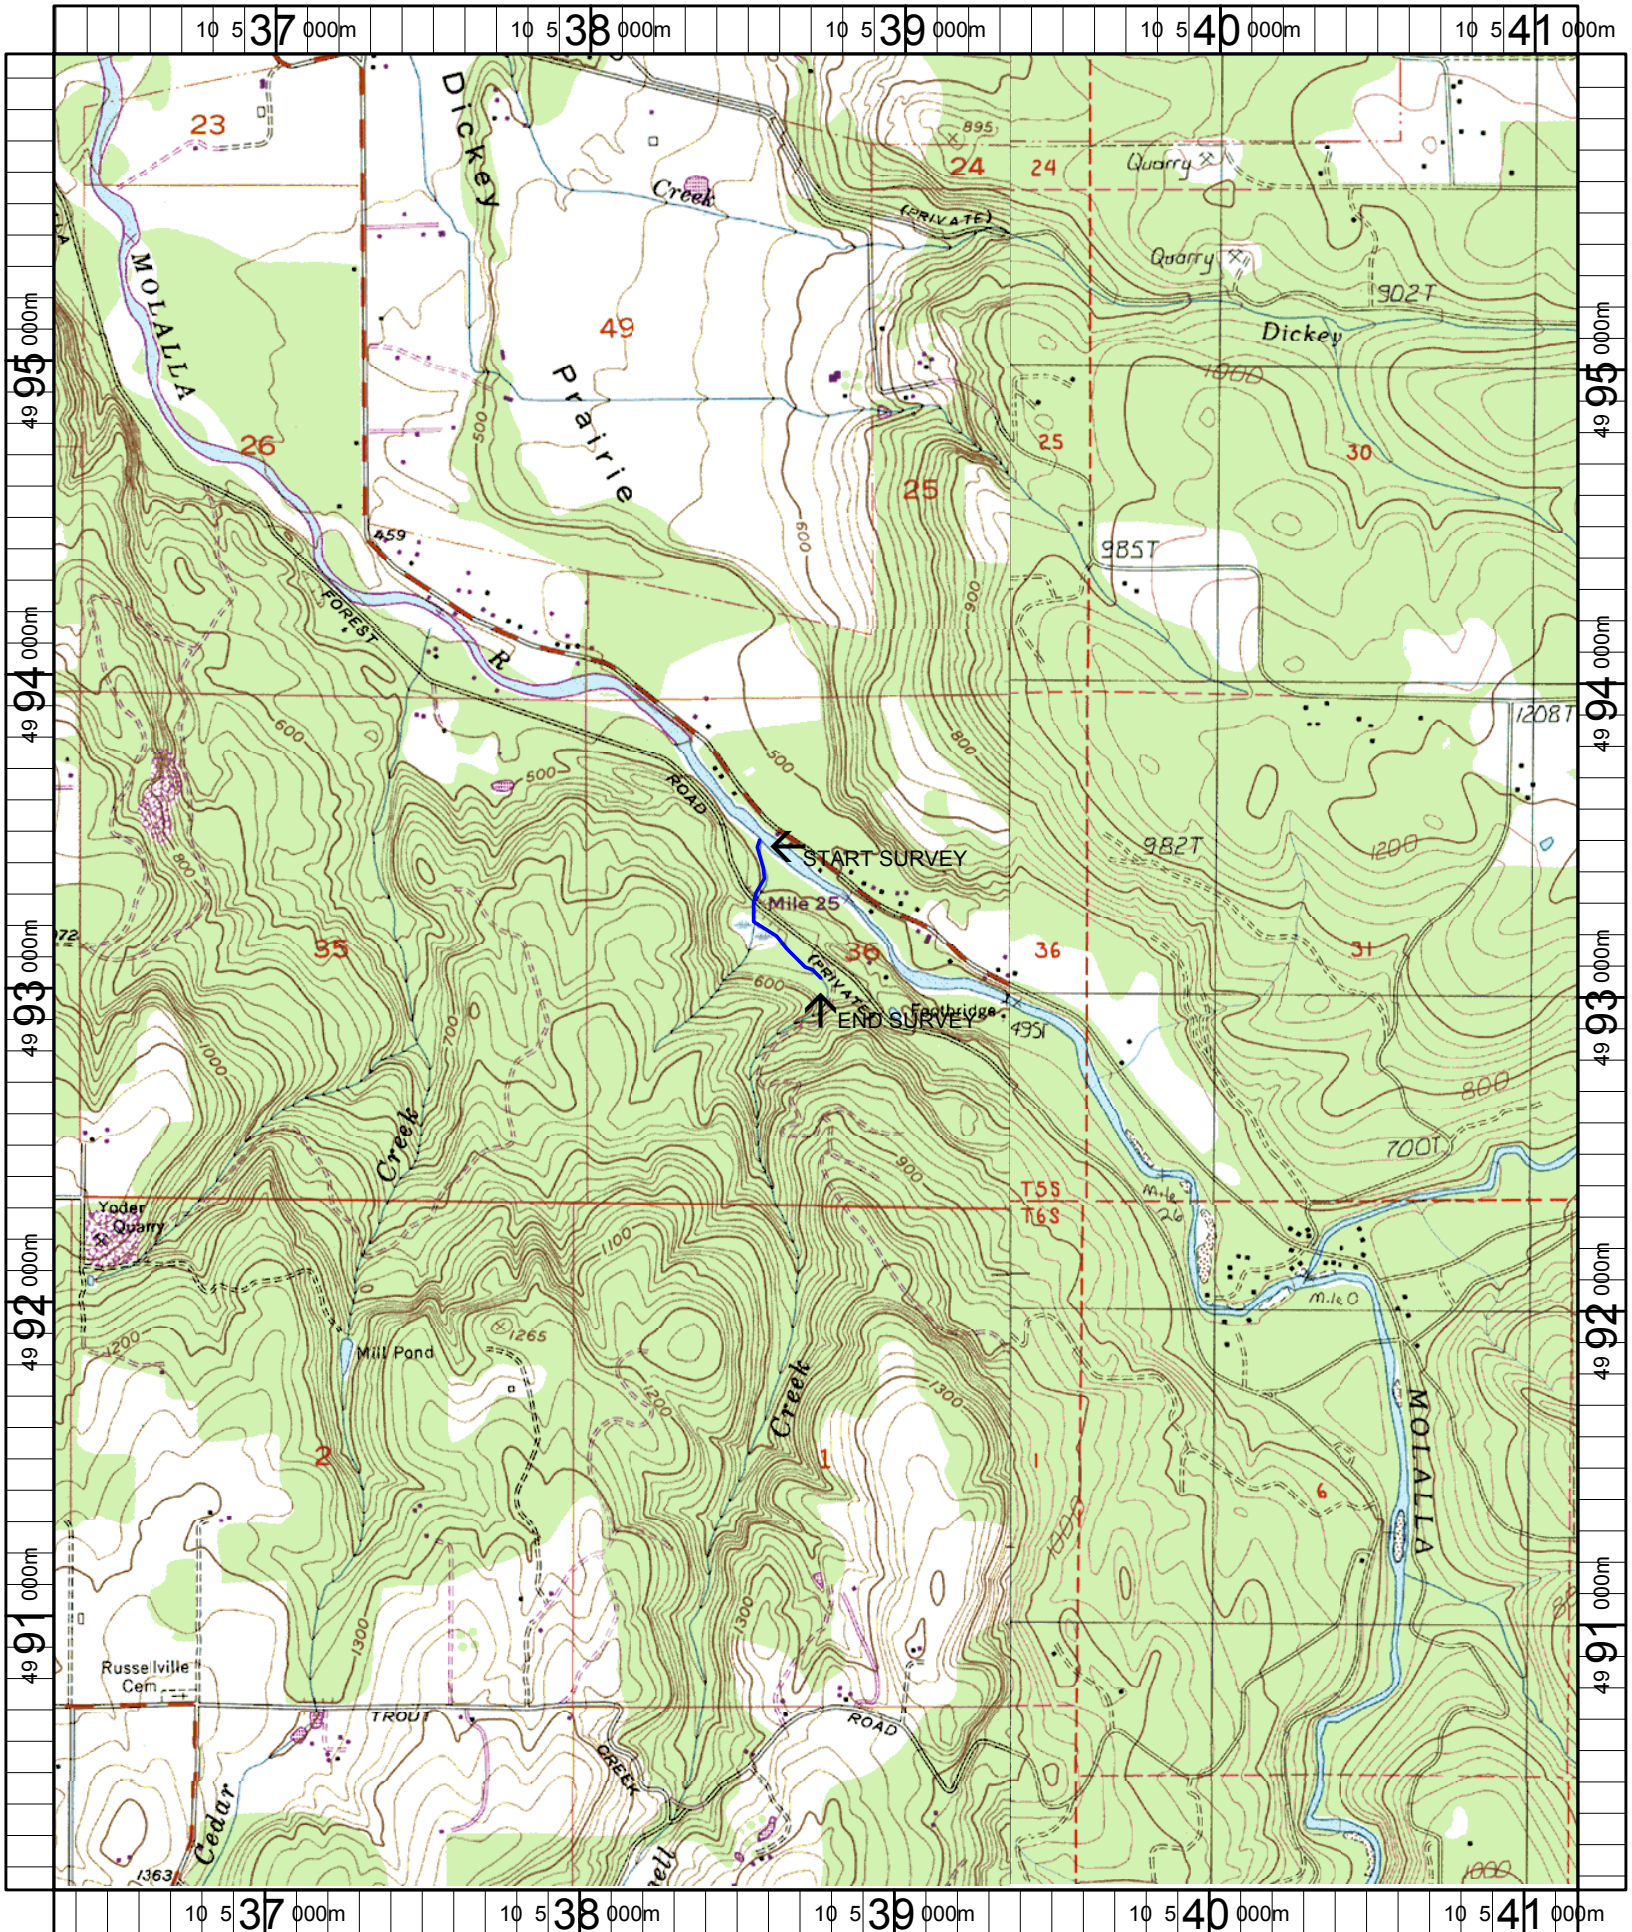 10 5 37 000m
10 5 38 000m
10 5 39 000m
10 5 40 000m
10 5 41 000m
Dickey
23
895
24
24
Quarry
Creek
(PRIVATE)
Quarry
MOLALLA
902T
49 95 000m
49
Dickey
49 95 000m
1000
Prairie
500
26
25
30
25
600
459
985T
900
FOREST
R
49 94 000m
49 94 000m
600
1208T
800
500
500
ROAD
982T
1200
800
START SURVEY
Mile 25
35
36
36
31
49 93 000m
(PRIVATE)
600
49 93 000m
Footbridge
END SURVEY
495T
700
1000
800
Creek
700T
900
T5S
T6S
Mile
26
Yoder
Quarry
1100
49 92 000m
Mile 0
49 92 000m
1265
1200
Mill Pond
Creek
1300
1200
MOLALLA
2
1
1
6
1000
49 91 000m
1300
1300
49 91 000m
Russellville
Cem
TROUT
ROAD
CREEK
Cedar
1363
1000
10 5 37 000m
10 5 38 000m
10 5 39 000m
10 5 40 000m
10 5 41 000m